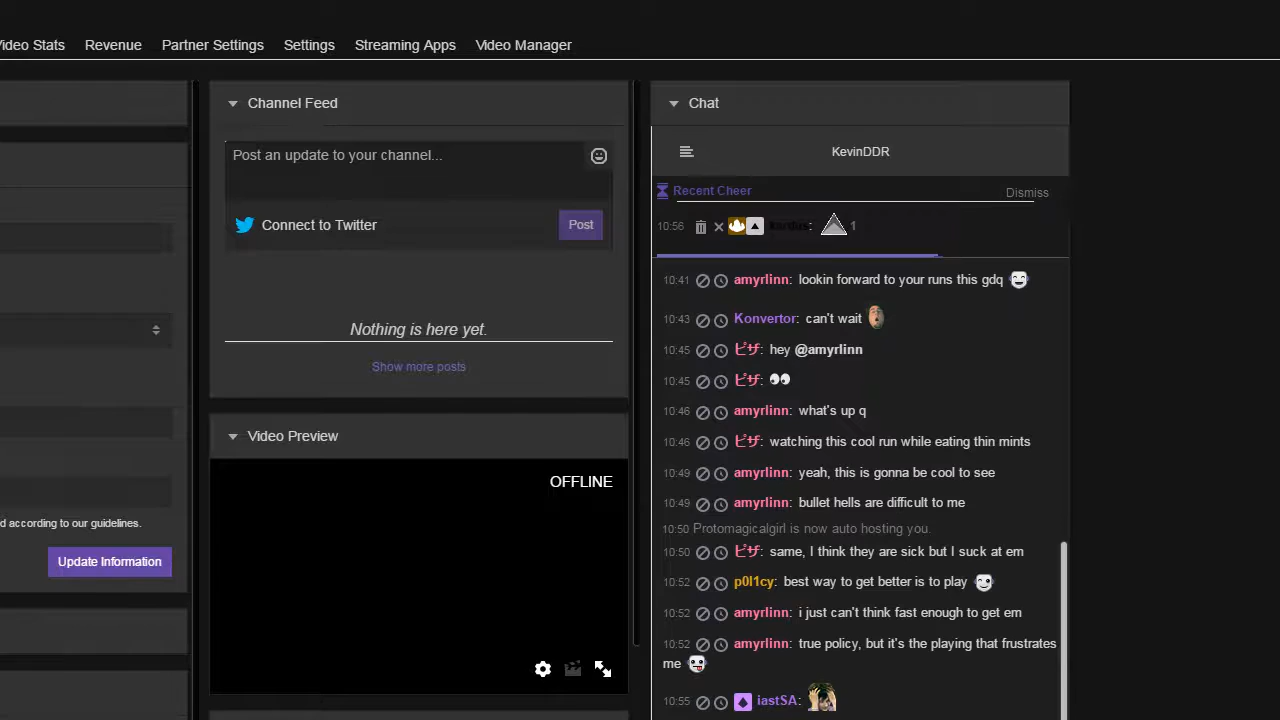 ideo Stats Revenue Partner Settings Settings Streaming Apps Video Manager
Channel Feed
Post an update to your channel...
Connect to Twitter
Post
Nothing is here yet.
Show more posts
Video Preview
OFFLINE
d according to our guidelines.
Update Information
Chat
KevinDDR
Recent Cheer
Dismiss
10:56 : 1
10:41 amyrlinn: lookin forward to your runs this gdq
10:43 Konvertor: can't wait
10:45 ピザ: hey @amyrlinn
10:45 ピザ:
10:46 amyrlinn: what's up q
10:46 ピザ: watching this cool run while eating thin mints
10:49 amyrlinn: yeah, this is gonna be cool to see
10:49 amyrlinn: bullet hells are difficult to me
10:50 Protomagicalgirl is now auto hosting you.
10:50 ピザ: same, I think they are sick but I suck at em
10:52 p0l1cy: best way to get better is to play
10:52 amyrlinn: i just can't think fast enough to get em
10:52 amyrlinn: true policy, but it's the playing that frustrates
me
10:55 iastSA: